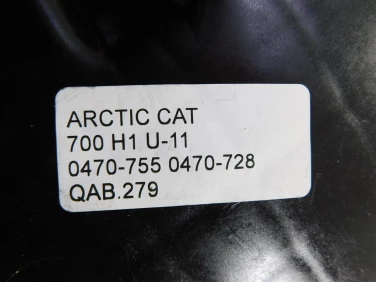 ARCTIC CAT
700 H1 U-11
0470-755 0470-728
QAB.279